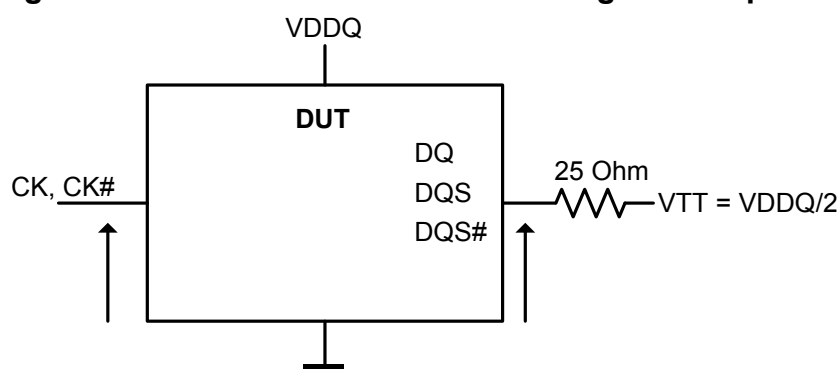 VDDQ
DUT
DQ
CK, CK#
DQS
DQS#
25 Ohm
VTT = VDDQ/2